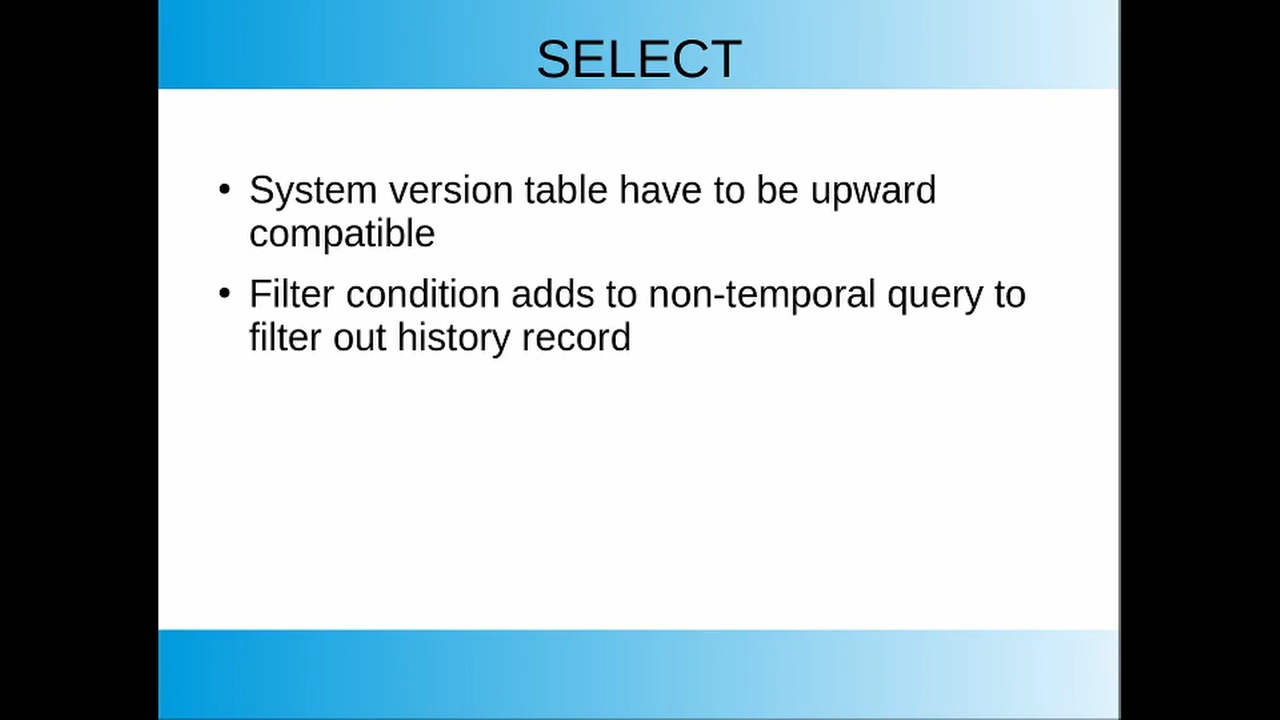 SELECT
• System version table have to be upward
compatible
• Filter condition adds to non-temporal query to
filter out history record